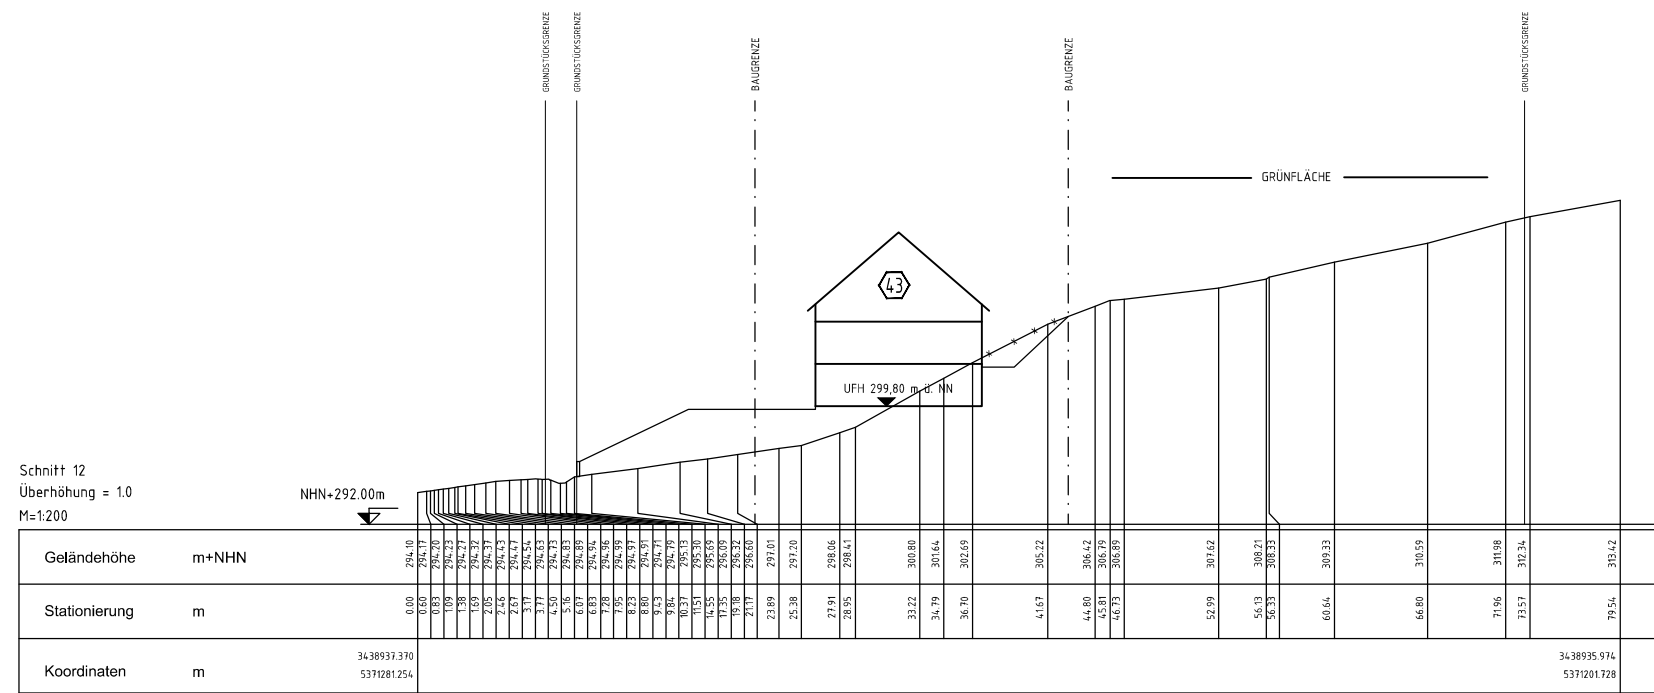 GRUNDSTÜCKSGRENZE
GRUNDSTÜCKSGRENZE
BAUGRENZE
BAUGRENZE
GRUNDSTÜCKSGRENZE
GRÜNFLÄCHE
43
UFH 299,80 m ü. NN
Schnitt 12
Überhöhung = 1.0
M=1:200
NHN+292.00m
Geländehöhe m+NHN 294.10 294.17 294.20 294.23 294.27 294.32 294.37 294.43 294.47 294.54 294.63 294.73 294.83 294.89 294.94 294.96 294.99 294.97 294.91 294.71 294.79 295.13 295.30 295.69 296.09 296.32 296.60 297.01 297.20 298.06 298.41 300.80 301.64 302.69 305.22 306.42 306.79 306.89 307.62 308.21 308.33 309.33 310.59 311.98 312.34 313.42
Stationierung m 0.00 0.60 0.83 1.09 1.38 1.69 2.05 2.46 2.67 3.17 3.77 4.50 5.16 6.07 6.83 7.28 7.95 8.23 8.80 9.43 9.84 10.37 11.51 14.55 17.35 19.18 21.17 23.89 25.38 27.91 28.95 33.22 34.79 36.70 41.67 44.80 45.81 46.73 52.99 56.13 56.33 60.64 66.80 71.96 73.57 79.54
Koordinaten m
3438937.370
5371281.254
3438935.974
5371201.728